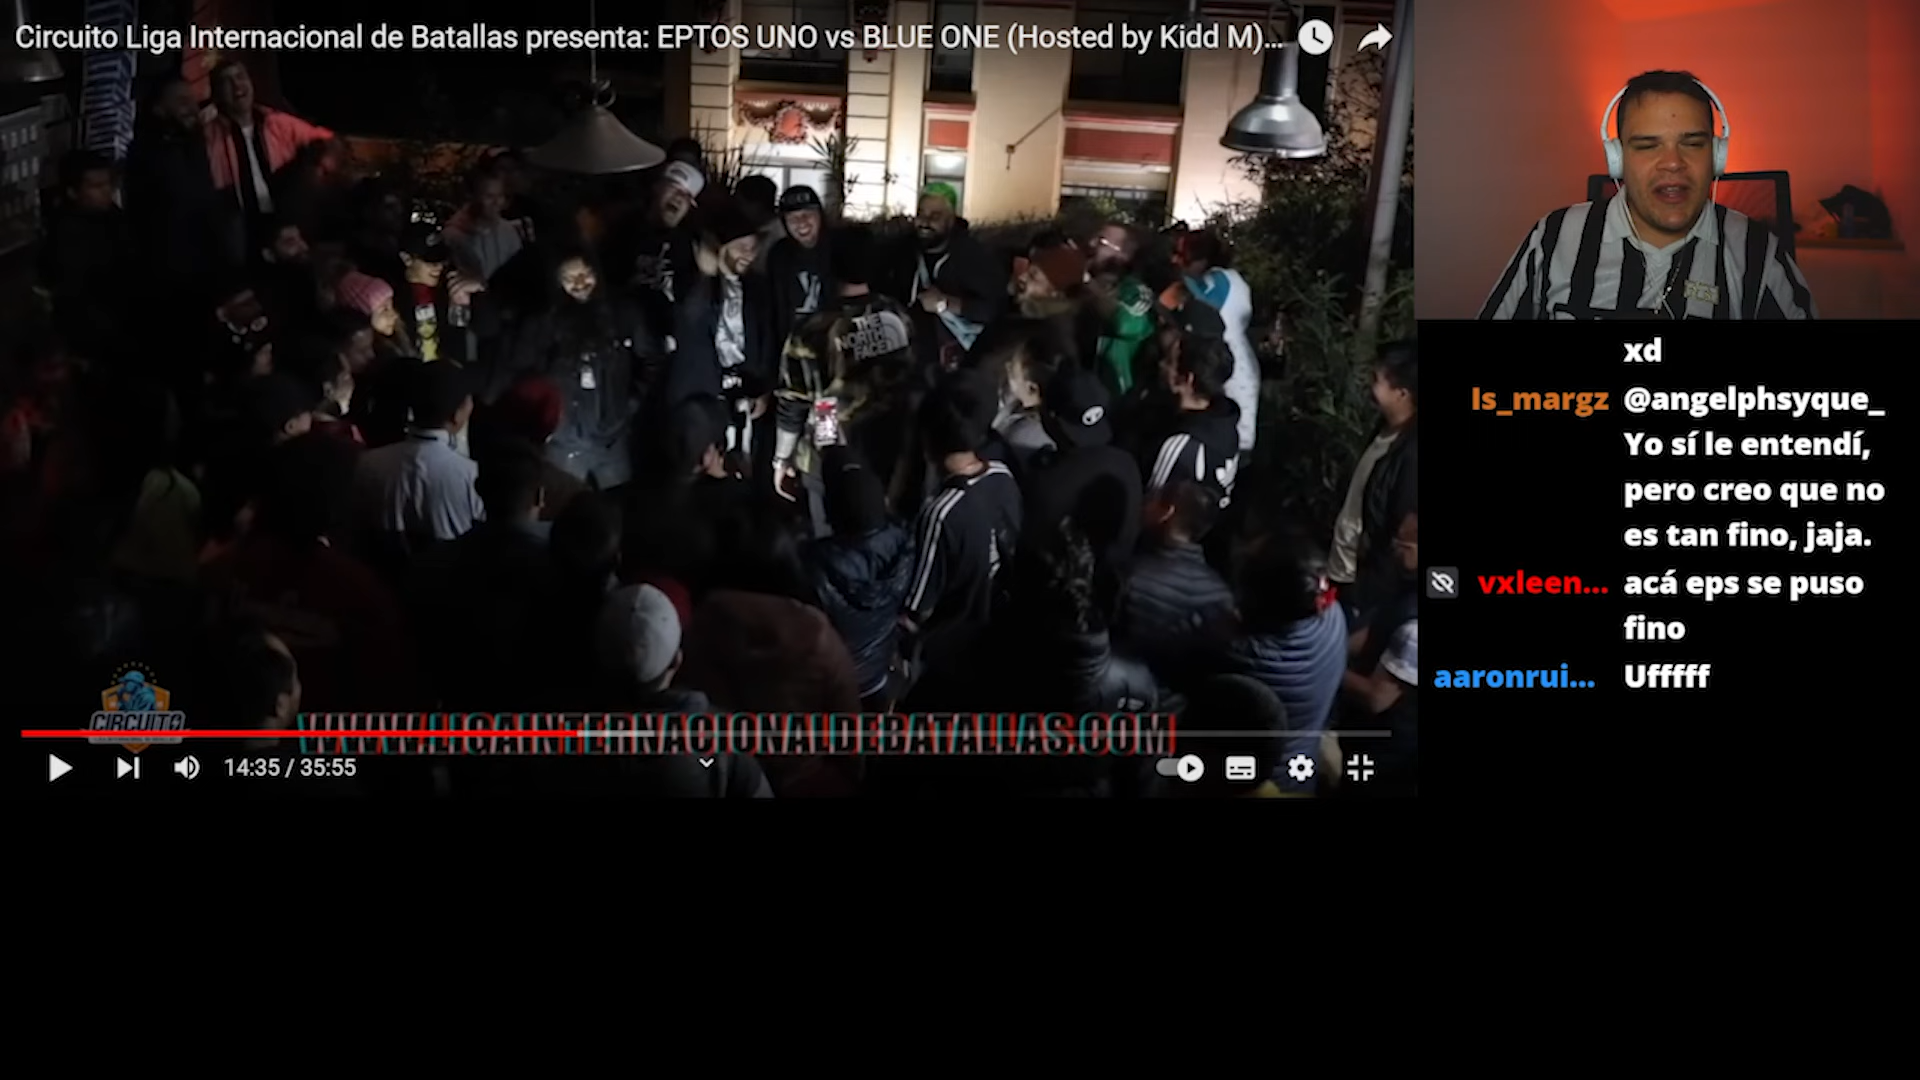 Circuito Liga Internacional de Batallas presenta: EPTOS UNO vs BLUE ONE (Hosted by Kidd M)...
THE
NORTH
FACE
xd
ls_margz @angelphsyque_
Yo sí le entendí,
pero creo que no
es tan fino, jaja.
vxleen... acá eps se puso
fino
aaronrui... Ufffff
CIRCUITO
WWW.LIGAINTERNACIONALDEBATALLAS.COM
14:35 / 35:55